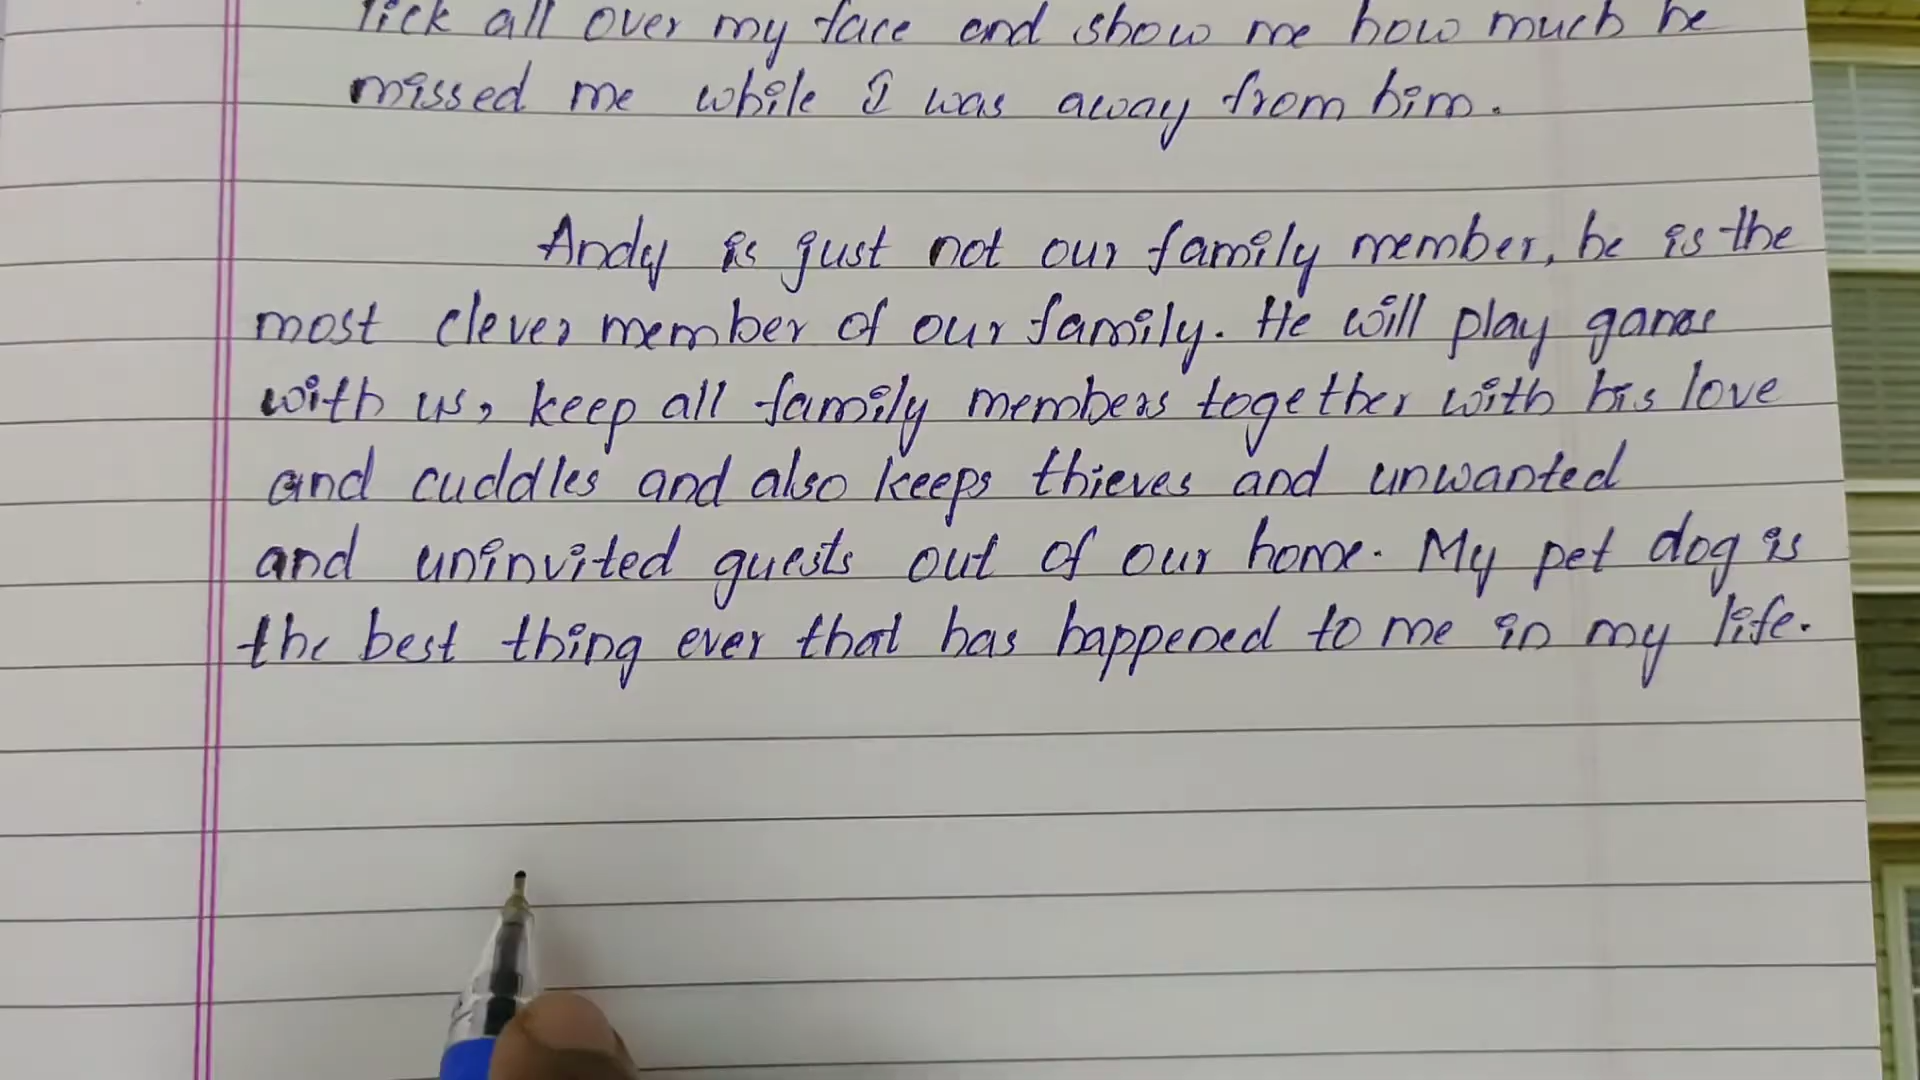 lick all over my face and show me how much he
missed me while I was away from him.
Andy is just not our family member, he is the
most clever member of our family. He will play games
with us, keep all family members together with his love
and cuddles and also keeps thieves and unwanted
and uninvited guests out of our home. My pet dog is
the best thing ever that has happened to me in my life.